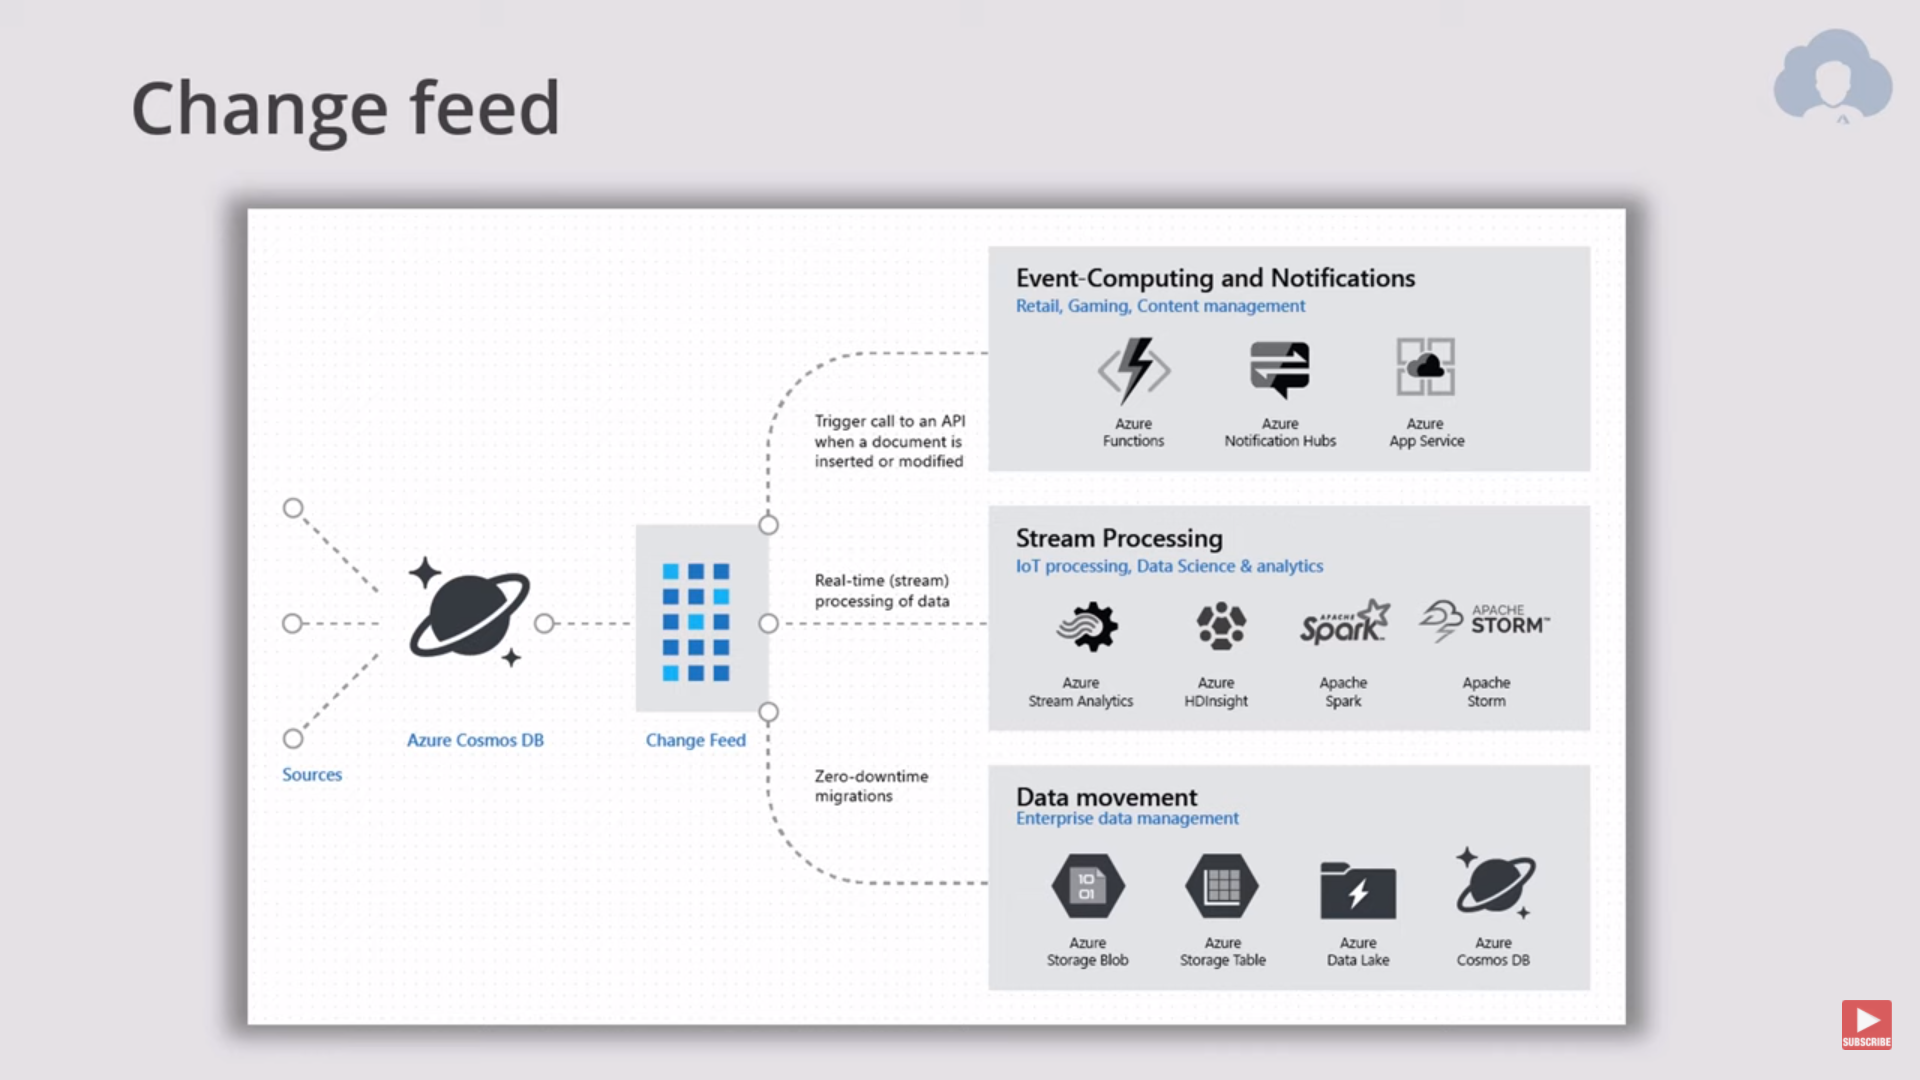 Change feed
Event-Computing and Notifications
Retail, Gaming, Content management
Azure
Functions
Azure
Notification Hubs
Azure
App Service
Trigger call to an API
when a document is
inserted or modified
Stream Processing
IoT processing, Data Science & analytics
Real-time (stream)
processing of data
APACHE
Spark
APACHE
STORM™
Azure
Stream Analytics
Azure
HDInsight
Apache
Spark
Apache
Storm
Sources
Azure Cosmos DB
Change Feed
Zero-downtime
migrations
Data movement
Enterprise data management
10
01
Azure
Storage Blob
Azure
Storage Table
Azure
Data Lake
Azure
Cosmos DB
SUBSCRIBE